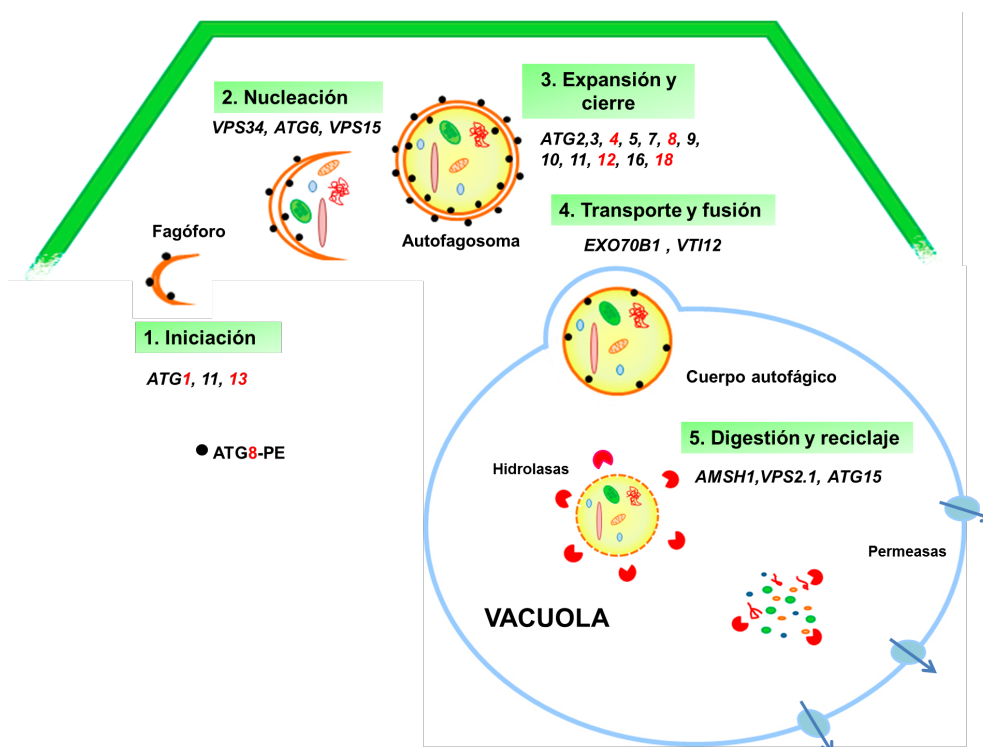 2. Nucleación
VPS34, ATG6, VPS15
3. Expansión y
cierre
ATG2,3, 4, 5, 7, 8, 9,
10, 11, 12, 16, 18
Fagóforo
Autofagosoma
4. Transporte y fusión
EXO70B1 , VTI12
1. Iniciación
ATG1, 11, 13
ATG8-PE
Cuerpo autofágico
5. Digestión y reciclaje
AMSH1,VPS2.1, ATG15
Hidrolasas
Permeasas
VACUOLA